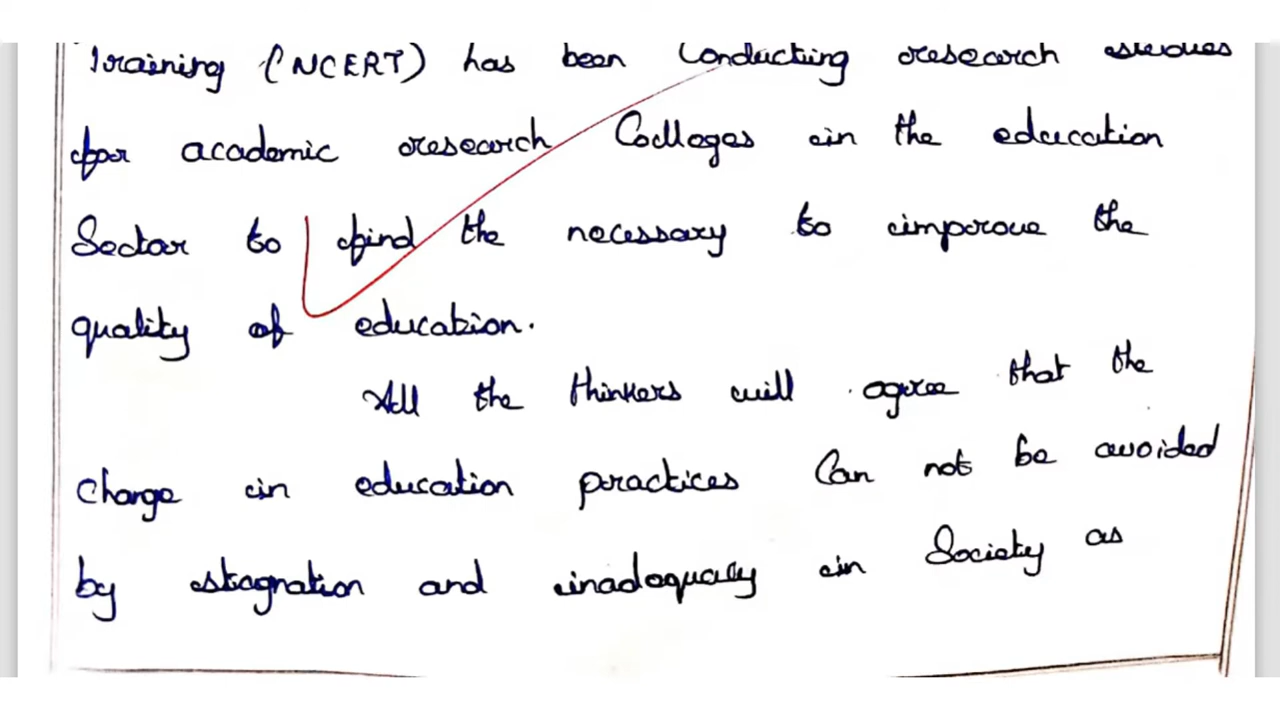 Training (NCERT) has been Conducting research studies
for academic research Colleges in the education
Sector to find the necessary to improve the
quality of education.
All the thinkers will agree that the
change in education practices Can not be avoided
by stagnation and inadequacy in Society as